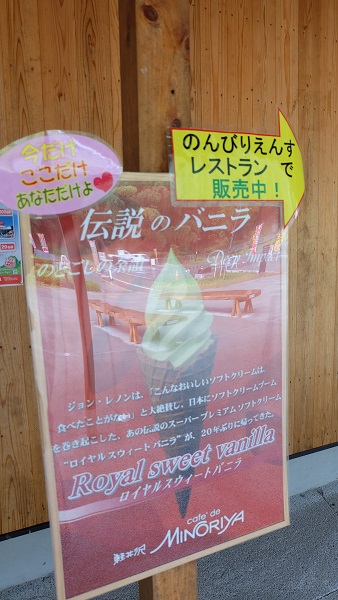 今だけ
ここだけ
あなただけよ
のんびりえんす
レストラン で
販売中！
伝説のバニラ
ジョン・レノンは、「こんなおいしいソフトクリームは、
食べたことがない」と大絶賛し、日本にソフトクリームブーム
を巻き起こした、あの伝説のスーパープレミアムソフトクリーム
"ロイヤルスウィートバニラ"が、20年ぶりに帰ってきた。
Royal sweet vanilla
ロイヤルスウィートバニラ
軽井沢
café de
MINORIYA